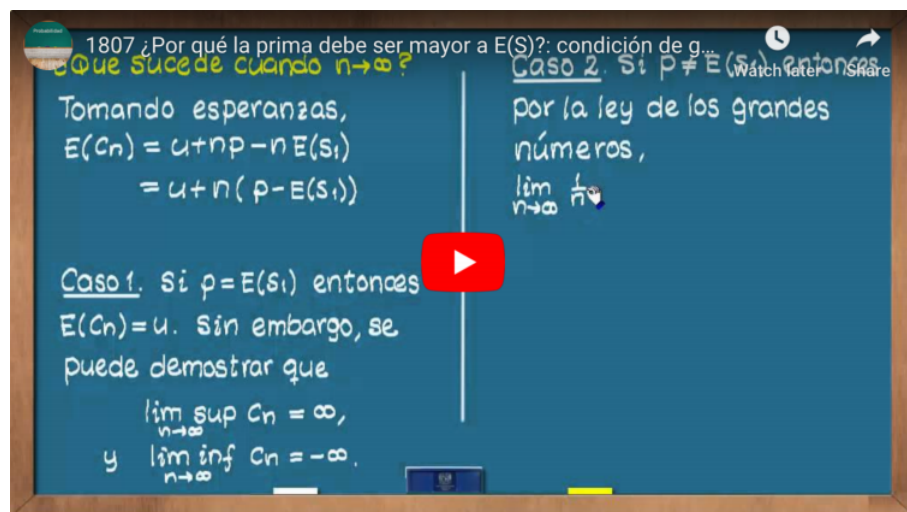 1807 ¿Por qué la prima debe ser mayor a E(S)?: condición de g...
Watch later
Share
¿Qué sucede cuando n→∞?
Tomando esperanzas,
E(Cn) = u+np-nE(S₁)
= u+n(p-E(S₁))
Caso 1. Si p=E(S₁) entonces
E(Cn)=u. Sin embargo, se
puede demostrar que
lim sup Cn = ∞,
n→∞
y lim inf Cn = -∞.
n→∞
Caso 2. Si p≠E(S₁) entonces
por la ley de los grandes
números,
lim 1/n
n→∞